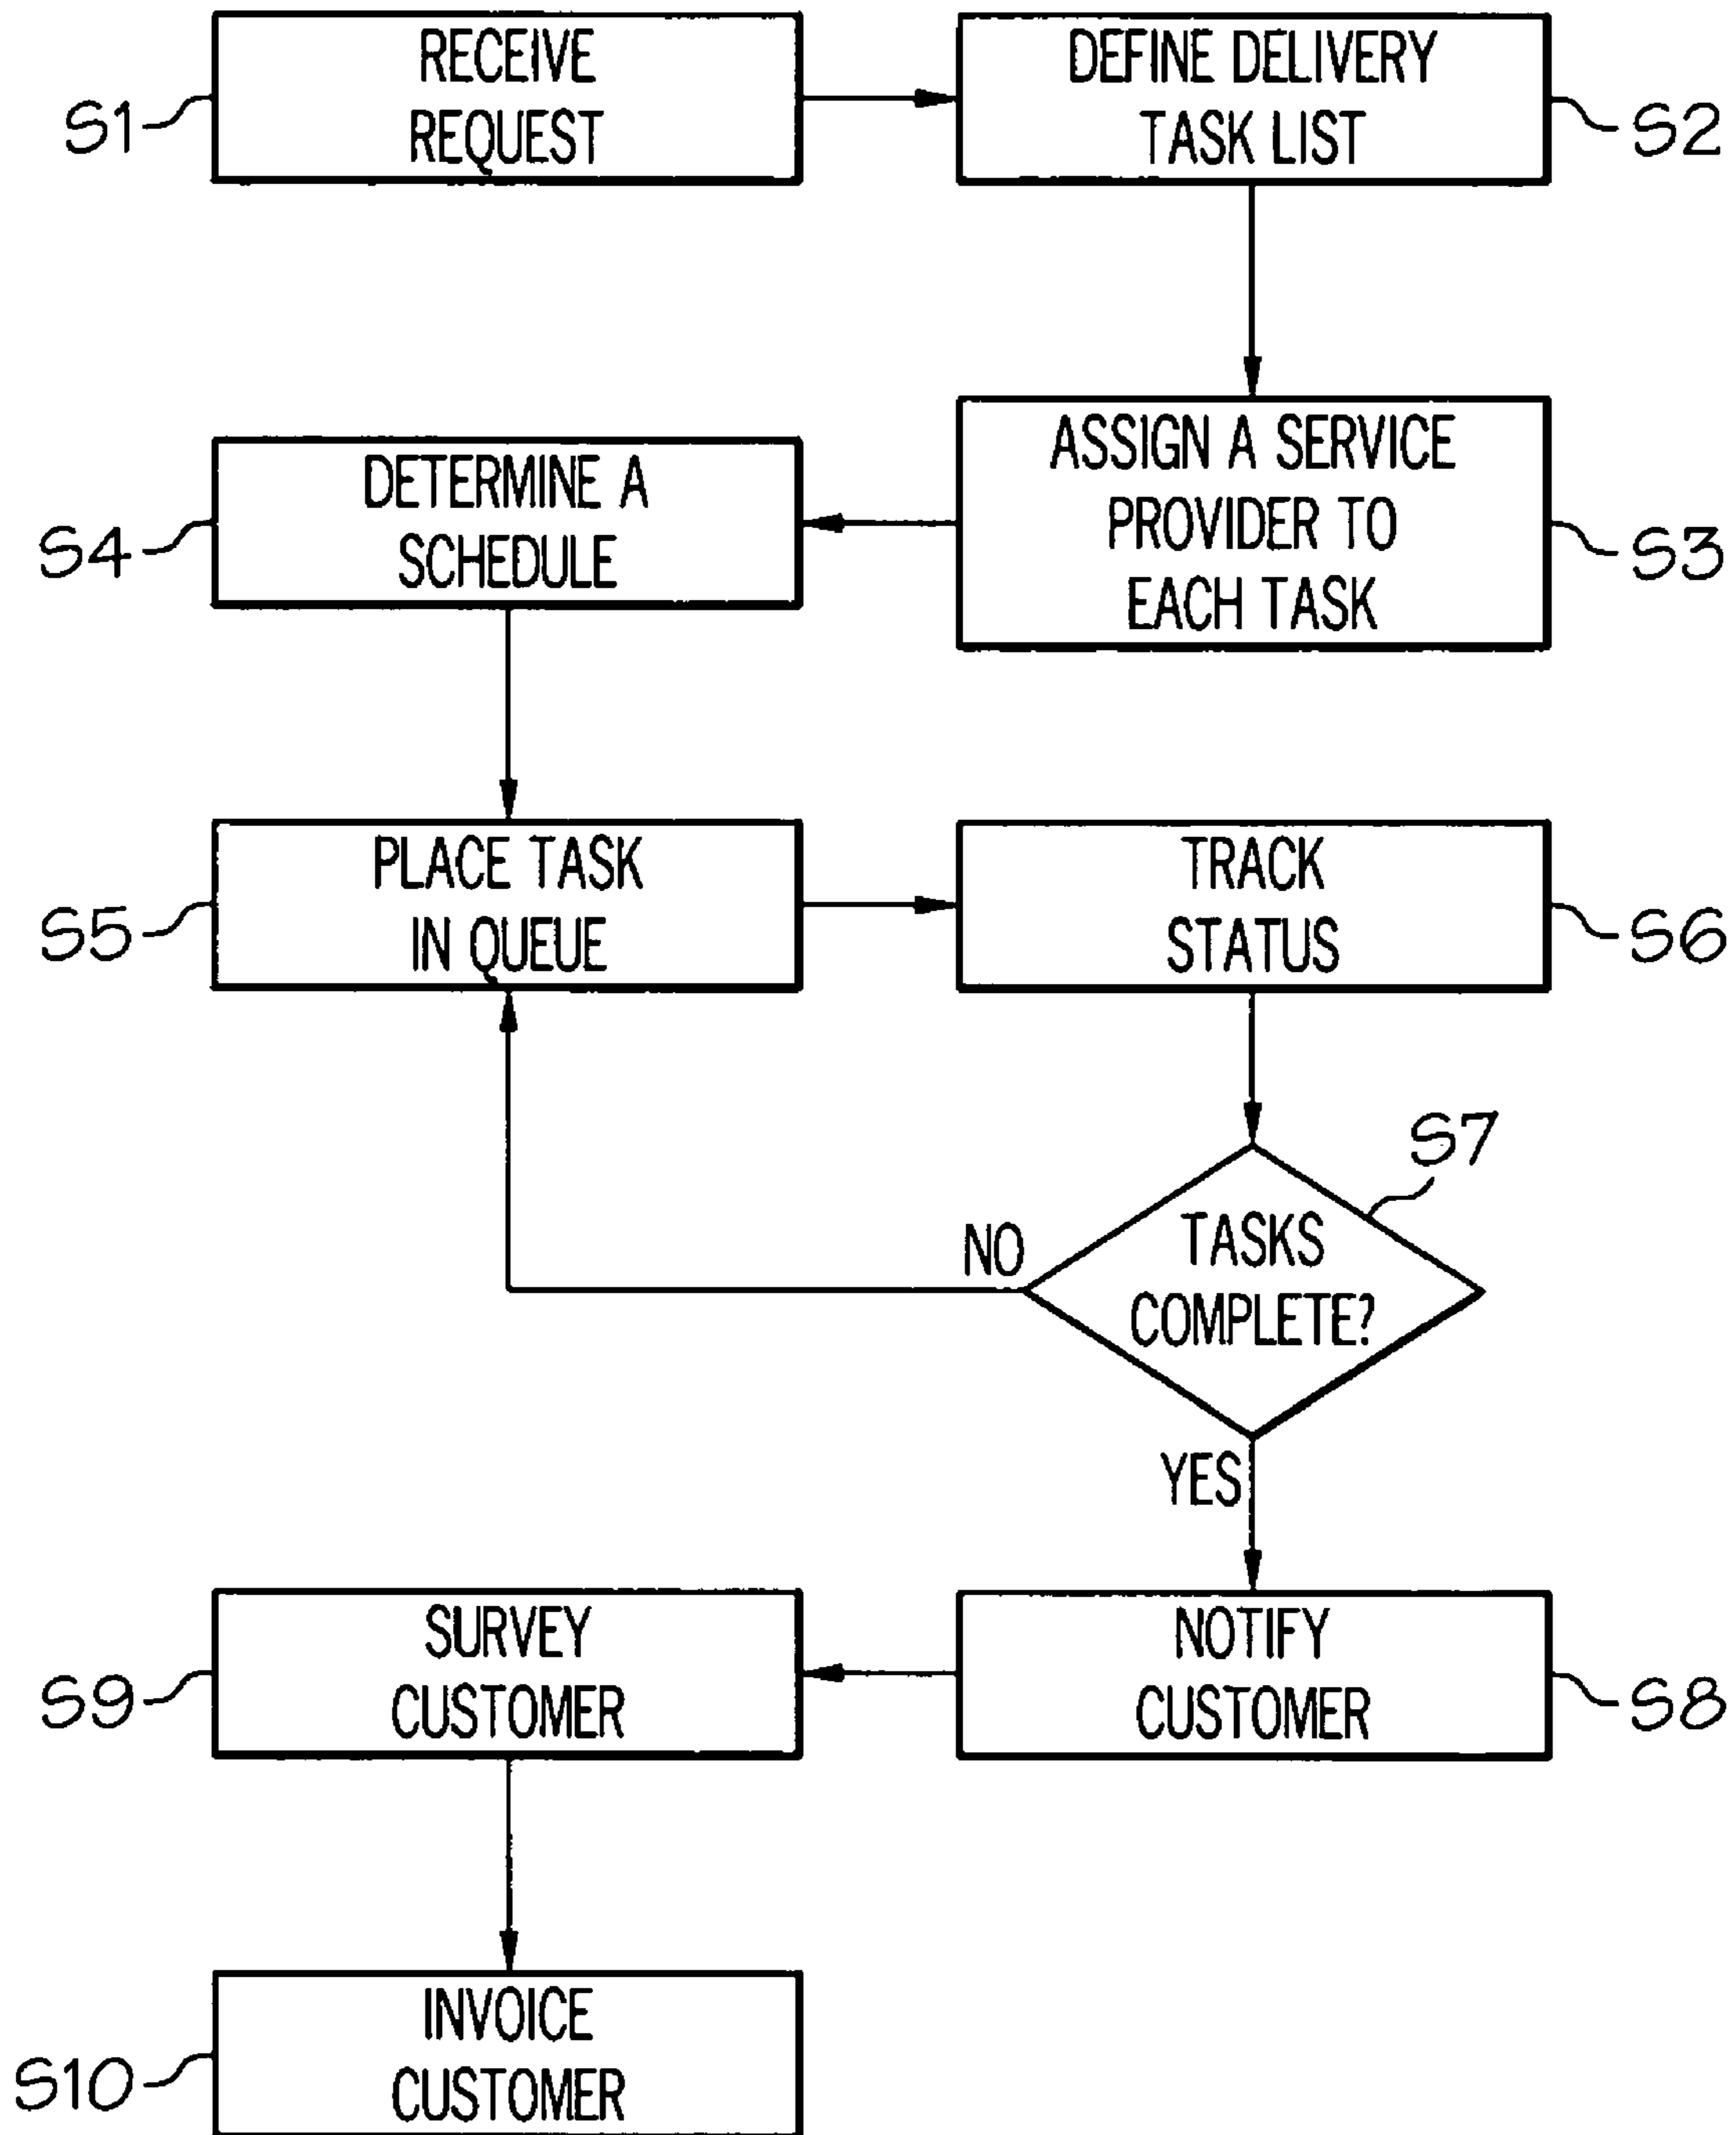 S1
RECEIVE
REQUEST
DEFINE DELIVERY
TASK LIST
S2
ASSIGN A SERVICE
PROVIDER TO
EACH TASK
S3
DETERMINE A
SCHEDULE
S4
PLACE TASK
IN QUEUE
S5
TRACK
STATUS
S6
S7
TASKS
COMPLETE?
NO
YES
NOTIFY
CUSTOMER
S8
SURVEY
CUSTOMER
S9
INVOICE
CUSTOMER
S10